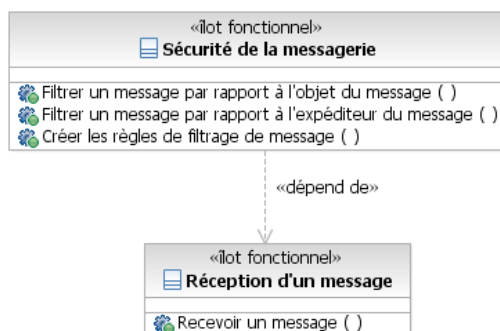 «îlot fonctionnel»
Sécurité de la messagerie
Filtrer un message par rapport à l'objet du message ( )
Filtrer un message par rapport à l'expéditeur du message ( )
Créer les règles de filtrage de message ( )
«dépend de»
«îlot fonctionnel»
Réception d'un message
Recevoir un message ( )